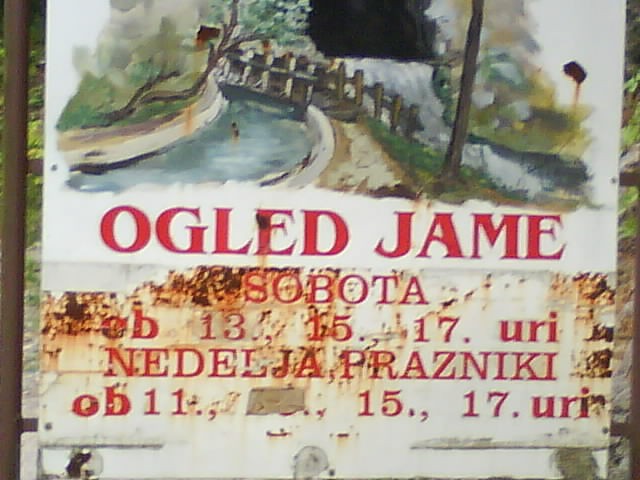 OGLED JAME
SOBOTA
ob 13., 15., 17. uri
NEDELJA, PRAZNIKI
ob 11., 15., 17. uri